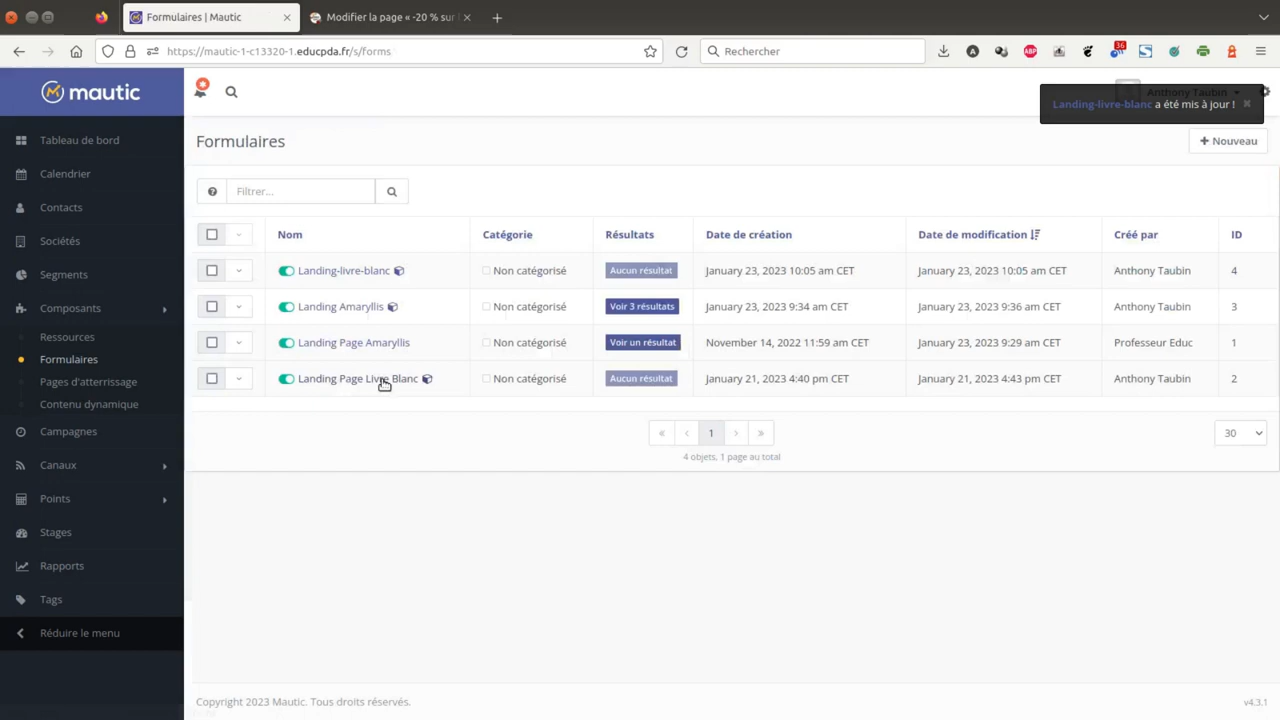 Formulaires | Mautic
Modifier la page « -20 % sur
https://mautic-1-c13320-1.educpda.fr/s/forms
Rechercher
ABP
36
mautic
Anthony Taubin
Landing-livre-blanc a été mis à jour !
Tableau de bord
Calendrier
Contacts
Sociétés
Segments
Composants
Ressources
Formulaires
Pages d'atterrissage
Contenu dynamique
Campagnes
Canaux
Points
Stages
Rapports
Tags
Réduire le menu
Formulaires
+ Nouveau
Filtrer...
Nom Catégorie Résultats Date de création Date de modification Créé par ID
Landing-livre-blanc Non catégorisé Aucun résultat January 23, 2023 10:05 am CET January 23, 2023 10:05 am CET Anthony Taubin 4
Landing Amaryllis Non catégorisé Voir 3 résultats January 23, 2023 9:34 am CET January 23, 2023 9:36 am CET Anthony Taubin 3
Landing Page Amaryllis Non catégorisé Voir un résultat November 14, 2022 11:59 am CET January 23, 2023 9:29 am CET Professeur Educ 1
Landing Page Livre Blanc Non catégorisé Aucun résultat January 21, 2023 4:40 pm CET January 21, 2023 4:43 pm CET Anthony Taubin 2
« ‹ 1 › »
30
4 objets, 1 page au total
Copyright 2023 Mautic. Tous droits réservés.
v4.3.1